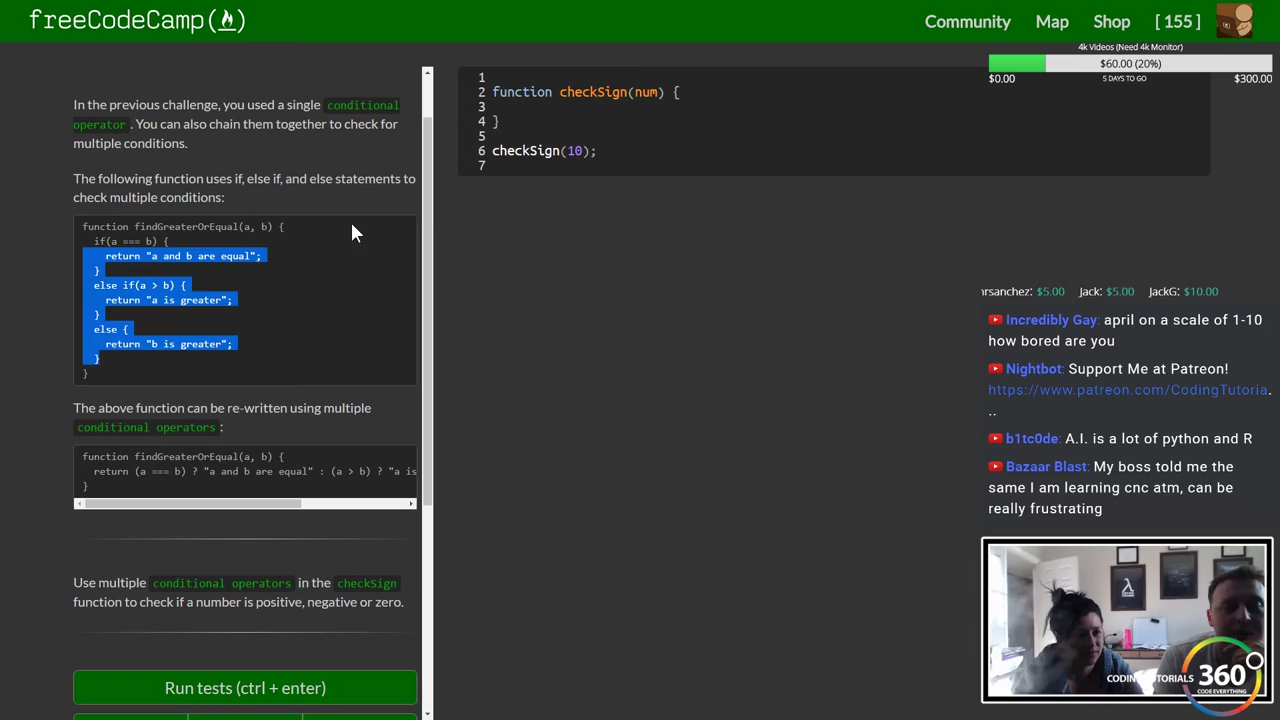 freeCodeCamp(🔥)
Community Map Shop [ 155 ]
4k Videos (Need 4k Monitor)
$60.00 (20%)
$0.00 5 DAYS TO GO $300.00
In the previous challenge, you used a single conditional
operator. You can also chain them together to check for
multiple conditions.
The following function uses if, else if, and else statements to
check multiple conditions:
function findGreaterOrEqual(a, b) {
if(a === b) {
return "a and b are equal";
}
else if(a > b) {
return "a is greater";
}
else {
return "b is greater";
}
}
The above function can be re-written using multiple
conditional operators:
function findGreaterOrEqual(a, b) {
return (a === b) ? "a and b are equal" : (a > b) ? "a is
}
Use multiple conditional operators in the checkSign
function to check if a number is positive, negative or zero.
Run tests (ctrl + enter)
1
2 function checkSign(num) {
3
4 }
5
6 checkSign(10);
7
nrsanchez: $5.00 Jack: $5.00 JackG: $10.00
Incredibly Gay: april on a scale of 1-10
how bored are you
Nightbot: Support Me at Patreon!
https://www.patreon.com/CodingTutoria.
..
b1tc0de: A.I. is a lot of python and R
Bazaar Blast: My boss told me the
same I am learning cnc atm, can be
really frustrating
CODING TUTORIALS 360°
CODE EVERYTHING